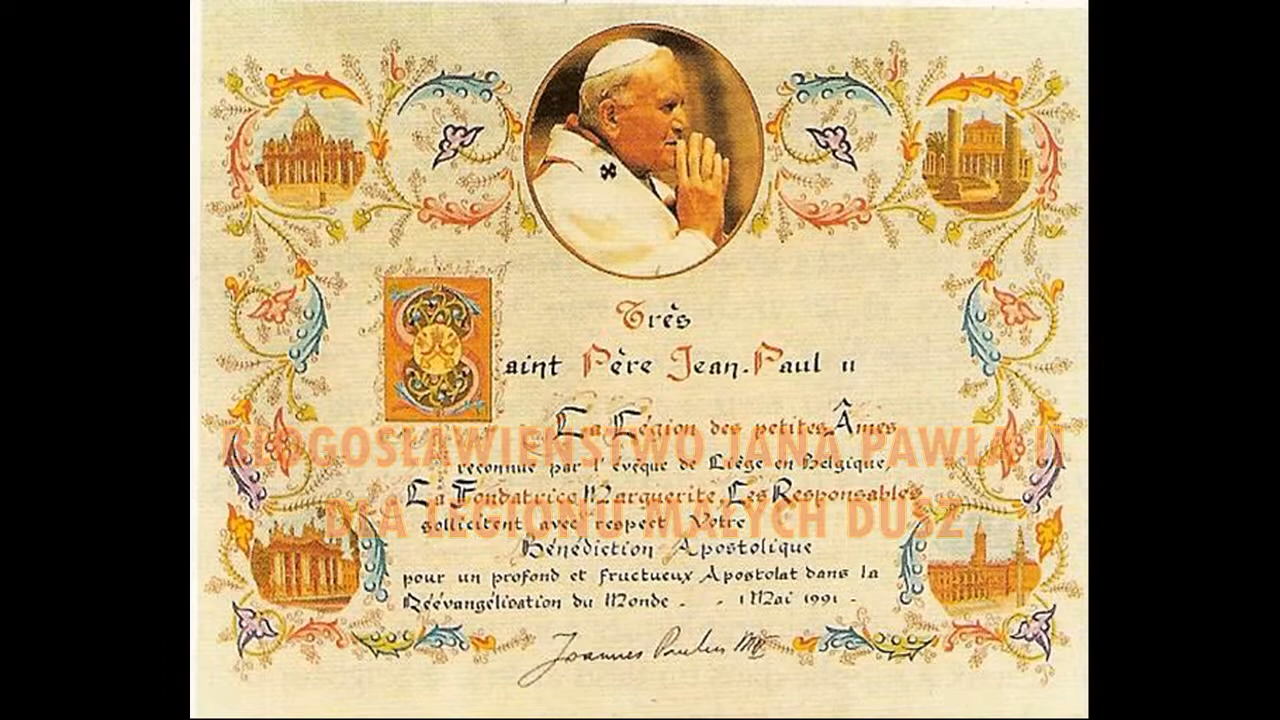 Très
aint Père Jean-Paul II
La Légion des petites Âmes
BŁOGOSŁAWIEŃSTWO JANA PAWŁA II
reconnue par l'évêque de Liège en Belgique,
La Fondatrice Marguerite, Les Responsables
DLA LEGIONU MAŁYCH DUSZ
sollicitent avec respect Votre
Bénédiction Apostolique
pour un profond et fructueux Apostolat dans la
Réévangélisation du Monde - - 1 Mai 1991 -
Joannes Paulus